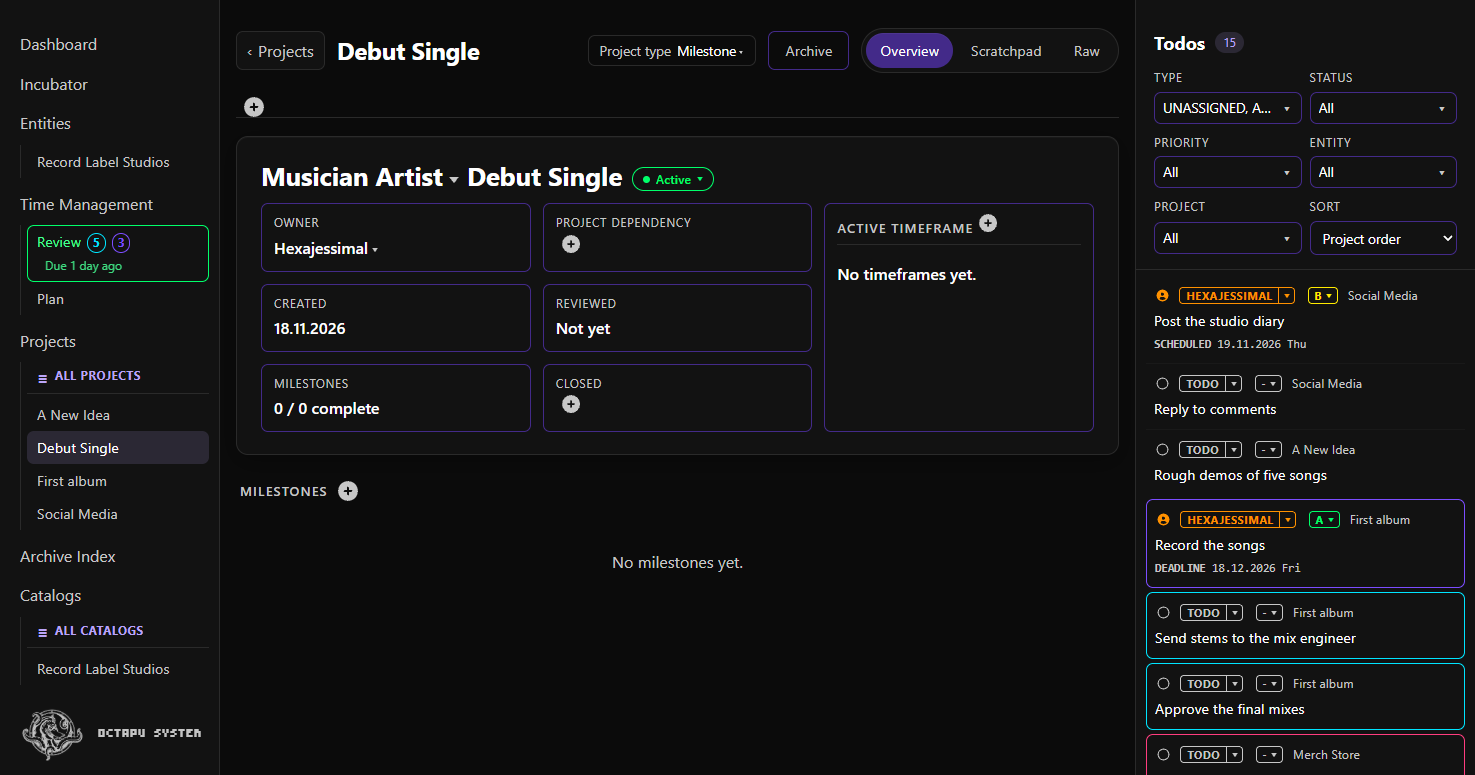 Dashboard
Incubator
Entities
Record Label Studios
Time Management
Review 5 3
Due 1 day ago
Plan
Projects
ALL PROJECTS
A New Idea
Debut Single
First album
Social Media
Archive Index
Catalogs
ALL CATALOGS
Record Label Studios
OCTAPU SYSTEM
‹ Projects
Debut Single
Project type Milestone
Archive
Overview
Scratchpad
Raw
Musician Artist Debut Single Active
OWNER
Hexajessimal
PROJECT DEPENDENCY
ACTIVE TIMEFRAME
No timeframes yet.
CREATED
18.11.2026
REVIEWED
Not yet
MILESTONES
0 / 0 complete
CLOSED
MILESTONES
No milestones yet.
Todos 15
TYPE
UNASSIGNED, A...
STATUS
All
PRIORITY
All
ENTITY
All
PROJECT
All
SORT
Project order
HEXAJESSIMAL B Social Media
Post the studio diary
SCHEDULED 19.11.2026 Thu
TODO - Social Media
Reply to comments
TODO - A New Idea
Rough demos of five songs
HEXAJESSIMAL A First album
Record the songs
DEADLINE 18.12.2026 Fri
TODO - First album
Send stems to the mix engineer
TODO - First album
Approve the final mixes
TODO - Merch Store